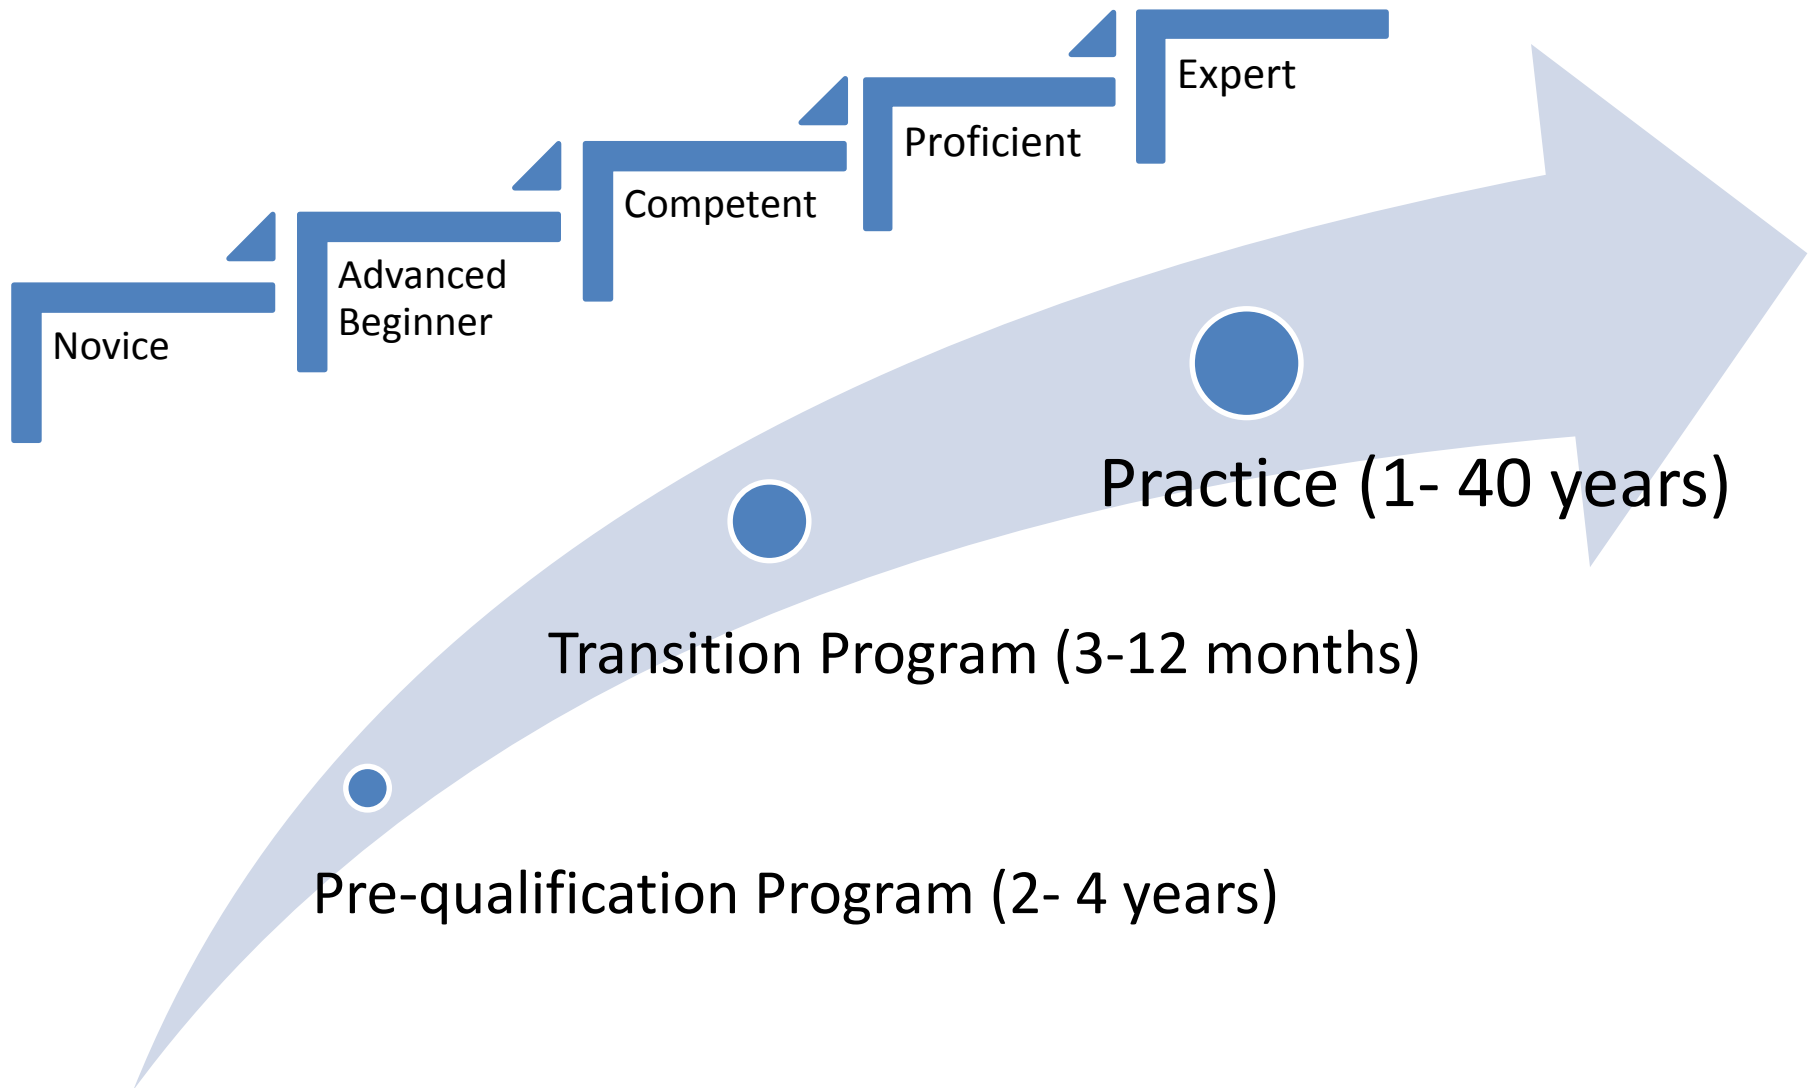 Expert
Proficient
Competent
Advanced
Beginner
Novice
Practice (1- 40 years)
Transition Program (3-12 months)
Pre-qualification Program (2- 4 years)